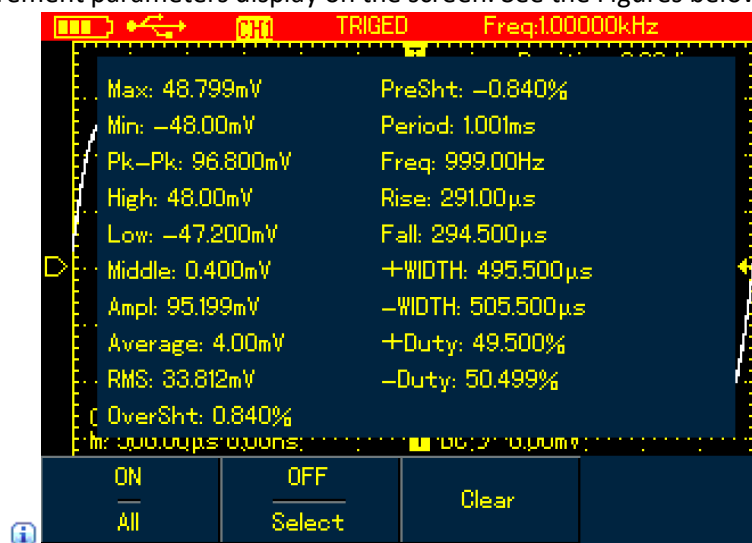 rement parameters display on the screen. See the Figures below
CH1 TRIGED Freq:1.00000kHz
Max: 48.799mV PreSht: –0.840%
Min: –48.00mV Period: 1.001ms
Pk–Pk: 96.800mV Freq: 999.00Hz
High: 48.00mV Rise: 291.00µs
Low: –47.200mV Fall: 294.500µs
Middle: 0.400mV +WIDTH: 495.500µs
Ampl: 95.199mV –WIDTH: 505.500µs
Average: 4.00mV +Duty: 49.500%
RMS: 33.812mV –Duty: 50.499%
OverSht: 0.840%
ON OFF Clear
All Select